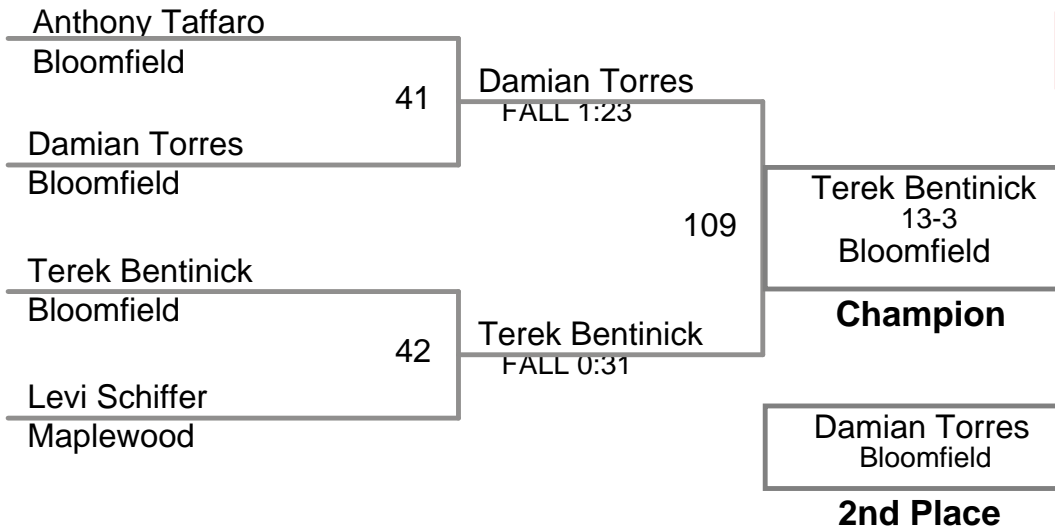 Anthony Taffaro
Bloomfield
41
Damian Torres
Bloomfield
Damian Torres
FALL 1:23
Terek Bentinick
Bloomfield
42
Levi Schiffer
Maplewood
Terek Bentinick
FALL 0:31
109
Terek Bentinick
13-3
Bloomfield
Champion
Damian Torres
Bloomfield
2nd Place